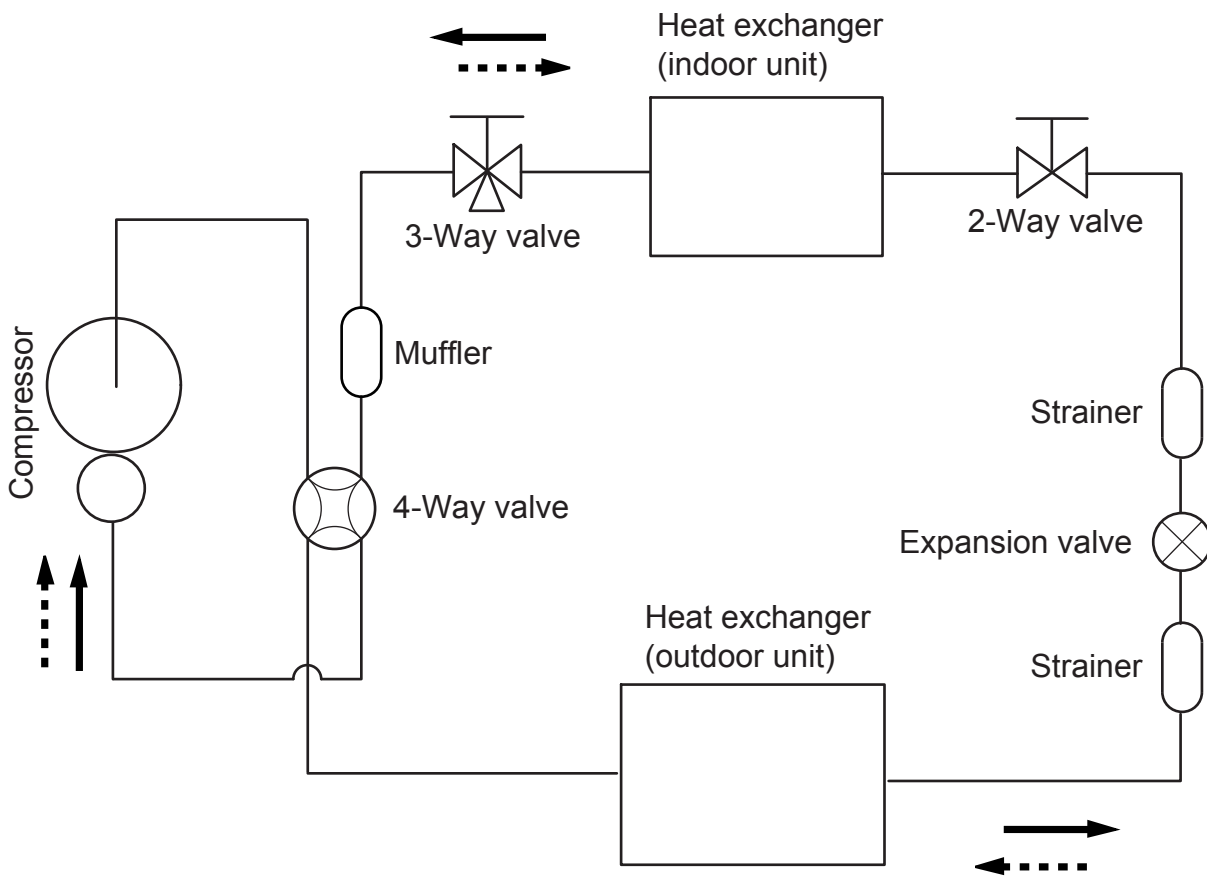 Heat exchanger
(indoor unit)
3-Way valve
2-Way valve
Compressor
Muffler
Strainer
4-Way valve
Expansion valve
Heat exchanger
(outdoor unit)
Strainer